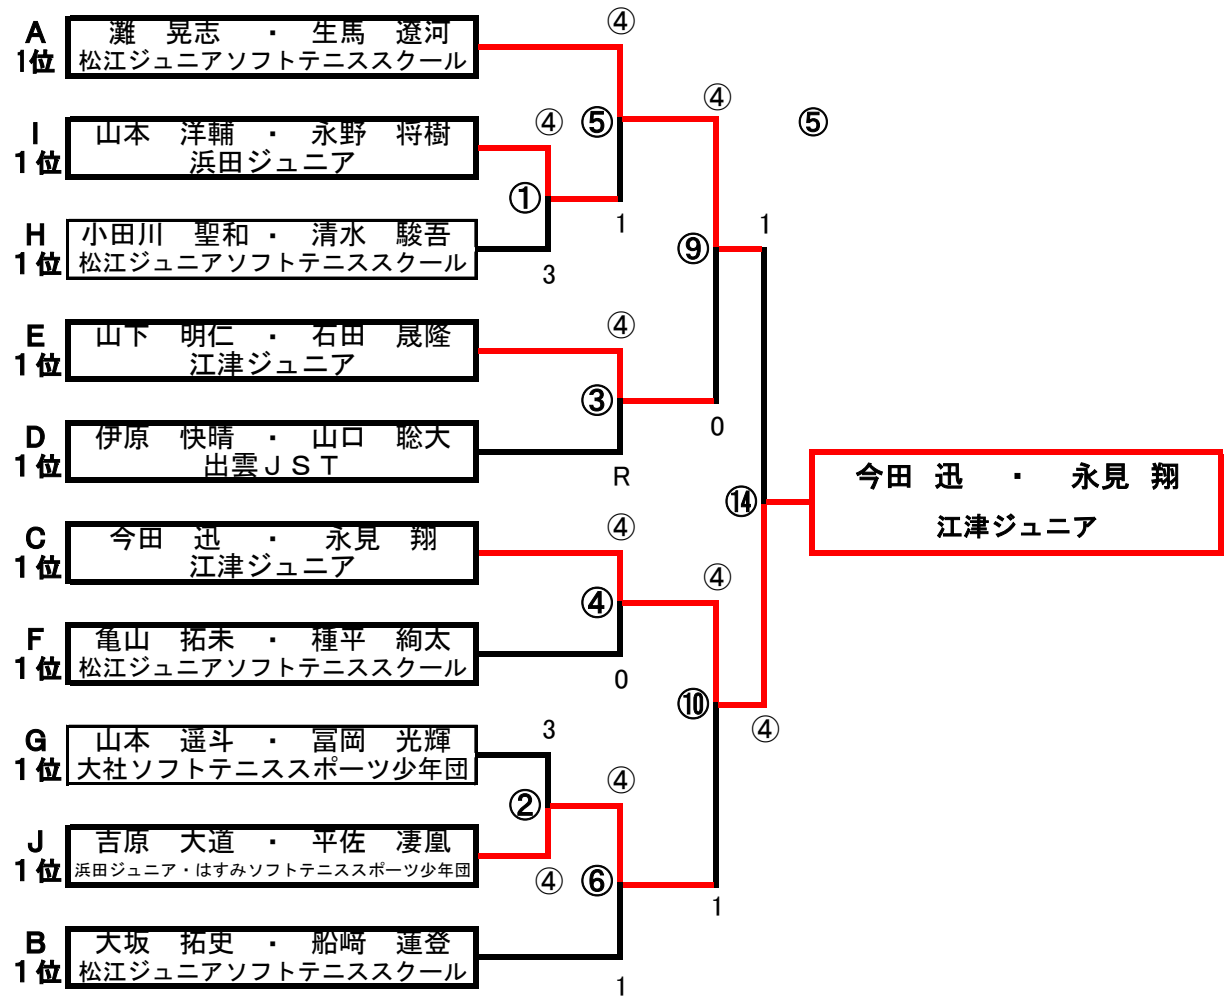 ④
A 灘 晃志 ・ 生馬 遼河
1位 松江ジュニアソフトテニススクール
④
④ ⑤ ⑤
I 山本 洋輔 ・ 永野 将樹
1位 浜田ジュニア
①
1 1
H 小田川 聖和 ・ 清水 駿吾
1位 松江ジュニアソフトテニススクール
⑨
3
④
E 山下 明仁 ・ 石田 晟隆
1位 江津ジュニア
③
0
D 伊原 快晴 ・ 山口 聡大
1位 出雲JST
R
今田 迅 ・ 永見 翔
⑭
江津ジュニア
④
C 今田 迅 ・ 永見 翔
1位 江津ジュニア
④
④
F 亀山 拓未 ・ 種平 絢太
1位 松江ジュニアソフトテニススクール
0
⑩
3 ④
G 山本 遥斗 ・ 冨岡 光輝
1位 大社ソフトテニススポーツ少年団
④
②
J 吉原 大道 ・ 平佐 凄凰
1位 浜田ジュニア・はすみソフトテニススポーツ少年団
④ ⑥
1
B 大坂 拓史 ・ 船﨑 蓮登
1位 松江ジュニアソフトテニススクール
1